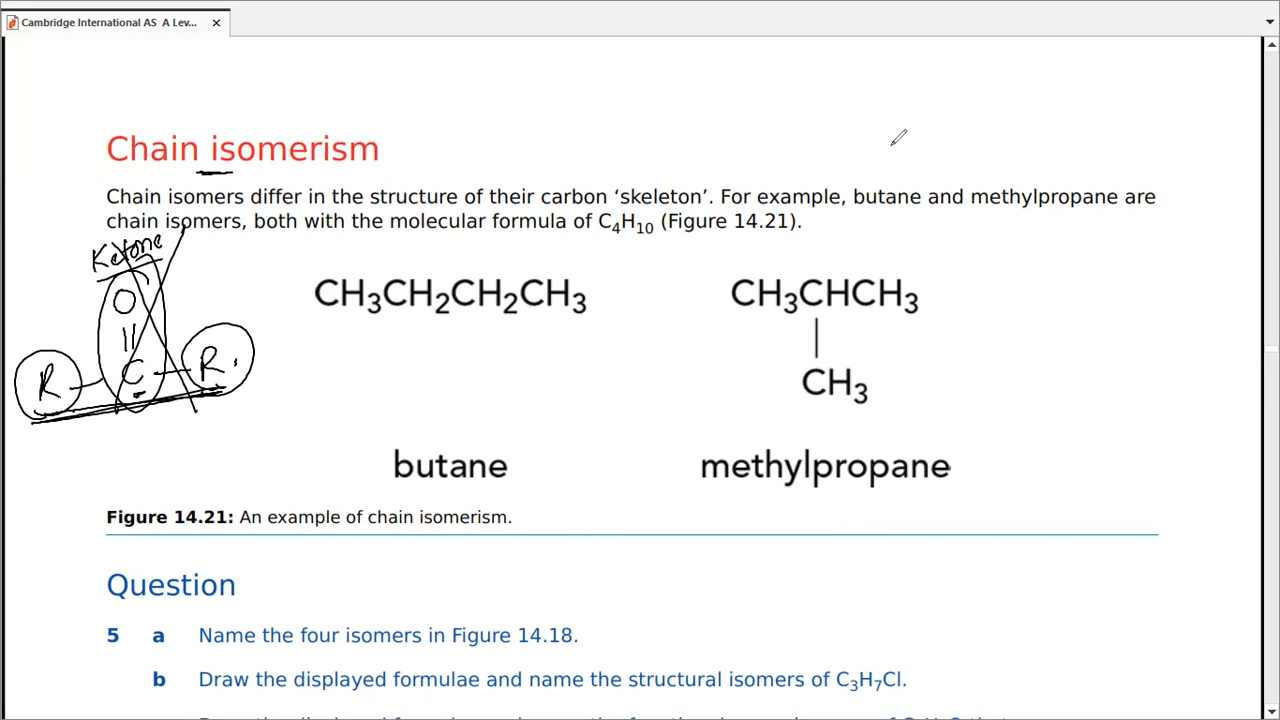 Cambridge International AS A Lev...
Chain isomerism
Chain isomers differ in the structure of their carbon ‘skeleton’. For example, butane and methylpropane are
chain isomers, both with the molecular formula of C₄H₁₀ (Figure 14.21).
Ketone
O
R C R
CH₃CH₂CH₂CH₃ CH₃CHCH₃
CH₃
butane methylpropane
Figure 14.21: An example of chain isomerism.
Question
5 a Name the four isomers in Figure 14.18.
b Draw the displayed formulae and name the structural isomers of C₃H₇Cl.